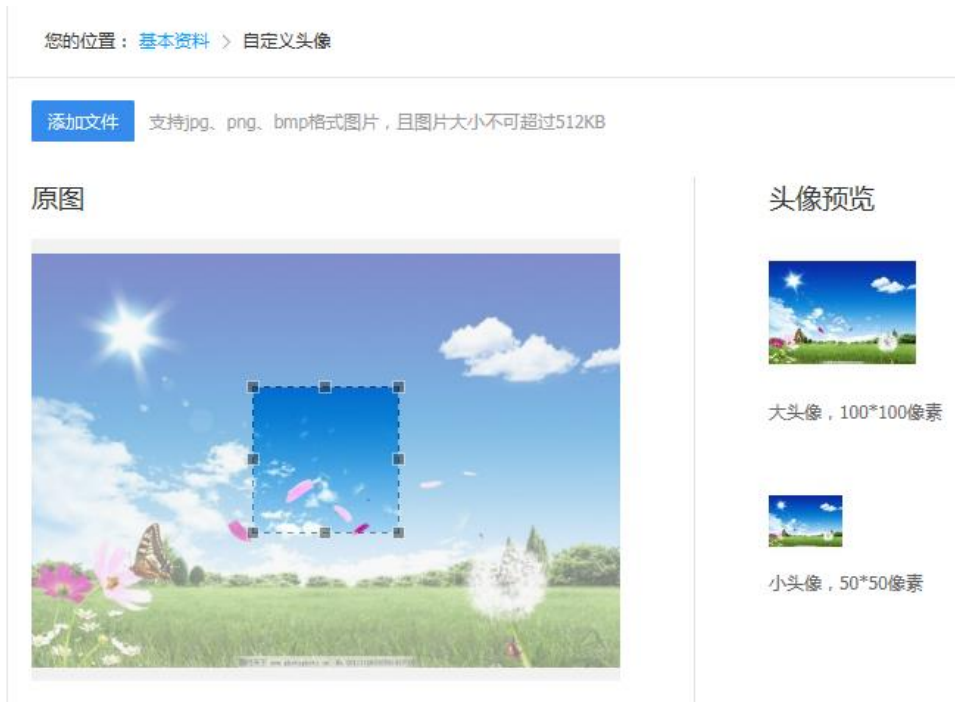 您的位置： 基本资料 > 自定义头像
添加文件 支持jpg、png、bmp格式图片，且图片大小不可超过512KB
原图
头像预览
大头像，100*100像素
小头像，50*50像素